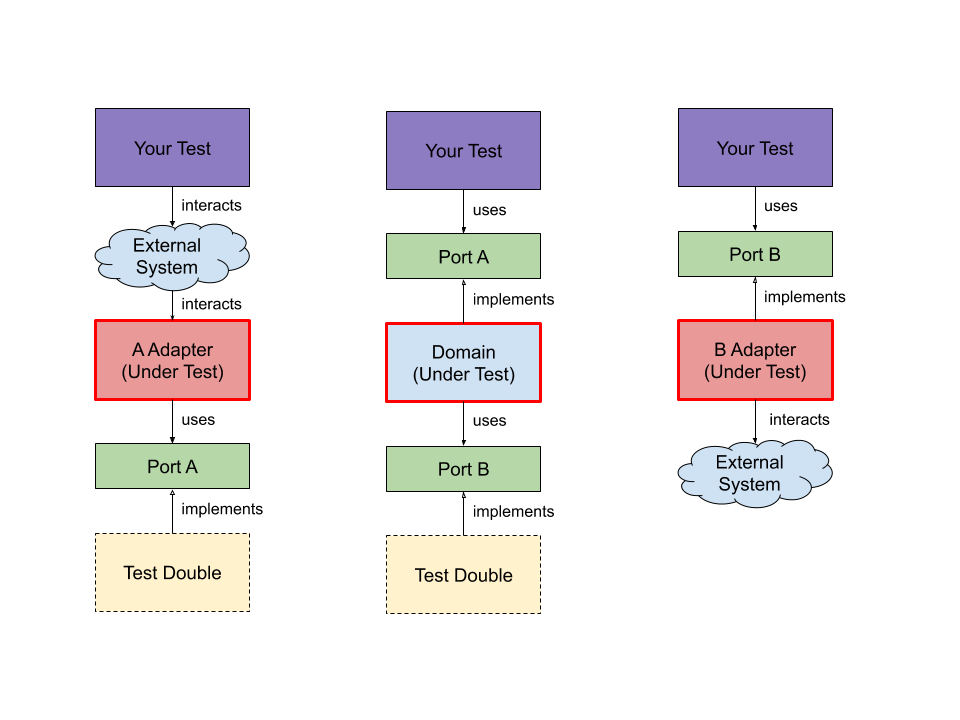 Your Test
interacts
External
System
interacts
A Adapter
(Under Test)
uses
Port A
implements
Test Double
Your Test
uses
Port A
implements
Domain
(Under Test)
uses
Port B
implements
Test Double
Your Test
uses
Port B
implements
B Adapter
(Under Test)
interacts
External
System